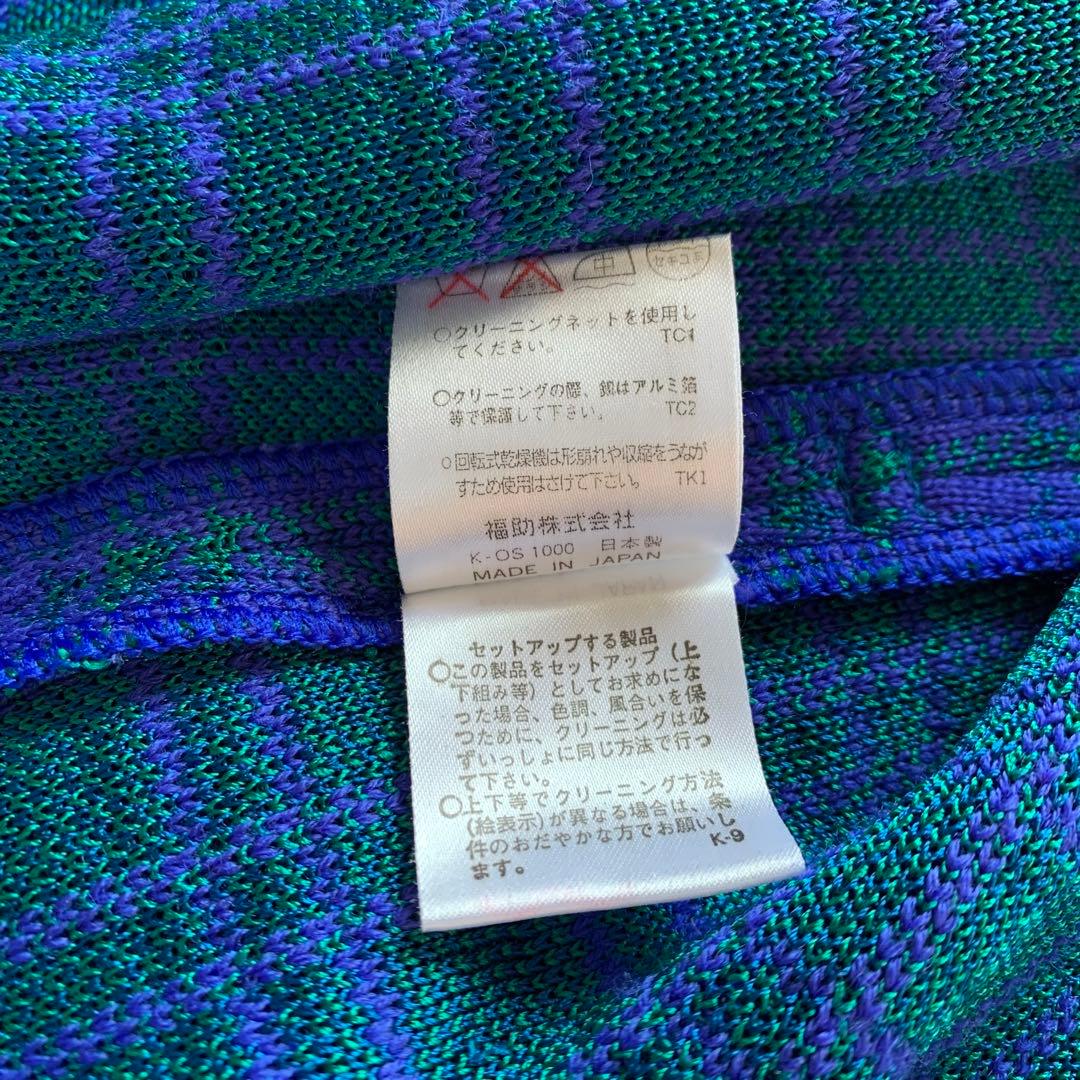 セキユ系
○クリーニングネットを使用し
てください。 TC1
○クリーニングの際、釦はアルミ箔
等で保護して下さい。 TC2
○回転式乾燥機は形崩れや収縮をうなが
すため使用はさけて下さい。 TK1
福助株式会社
K-OS1000 日本製
MADE IN JAPAN
セットアップする製品
○この製品をセットアップ(上
下組み等)としてお求めにな
った場合、色調、風合いを保
つために、クリーニングは必
ずいっしょに同じ方法で行っ
て下さい。
○上下等でクリーニング方法
(絵表示)が異なる場合は、条
件のおだやかな方でお願いし
ます。 K-9